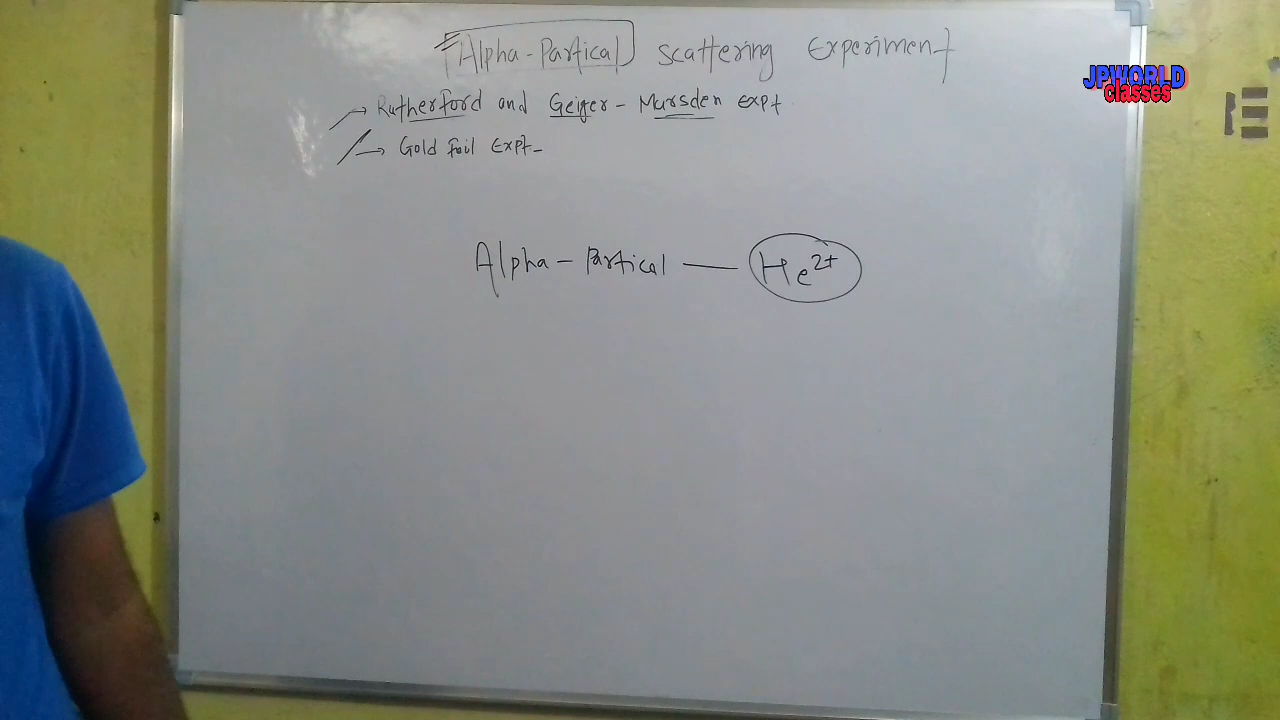 Alpha-Partical Scattering Experiment
JPWORLD
classes
→ Rutherford and Geiger - Marsden Expt
→ Gold Foil Expt-
Alpha - Partical — He²⁺